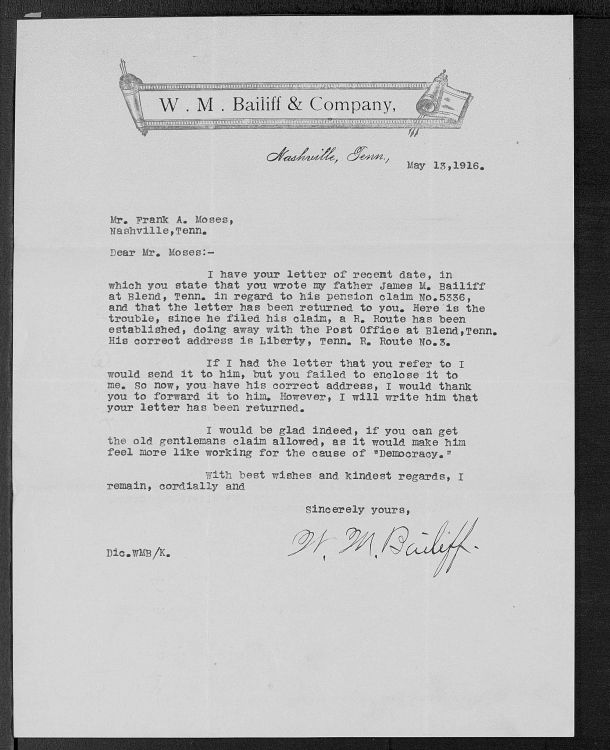 W. M. Bailiff & Company,
Nashville, Tenn.,
May 13,1916.
Mr. Frank A. Moses,
Nashville,Tenn.
Dear Mr. Moses:-
I have your letter of recent date, in
which you state that you wrote my father James M. Bailiff
at Blend, Tenn. in regard to his pension claim No.5336,
and that the letter has been returned to you. Here is the
trouble, since he filed his claim, a R. Route has been
established, doing away with the Post Office at Blend,Tenn.
His correct address is Liberty, Tenn. R. Route No.3.
If I had the letter that you refer to I
would send it to him, but you failed to enclose it to
me. So now, you have his correct address, I would thank
you to forward it to him. However, I will write him that
your letter has been returned.
I would be glad indeed, if you can get
the old gentlemans claim allowed, as it would make him
feel more like working for the cause of "Democracy."
With best wishes and kindest regards, I
remain, cordially and
Sincerely yours,
W. M. Bailiff.
Dic.WMB/K.